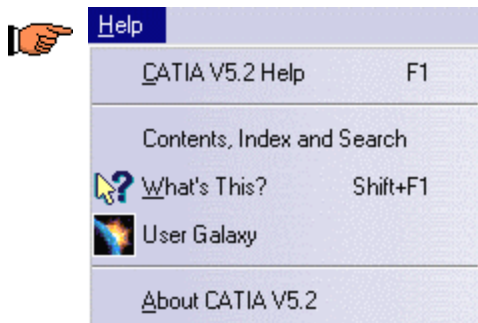 Help
CATIA V5.2 Help F1
Contents, Index and Search
What's This? Shift+F1
User Galaxy
About CATIA V5.2